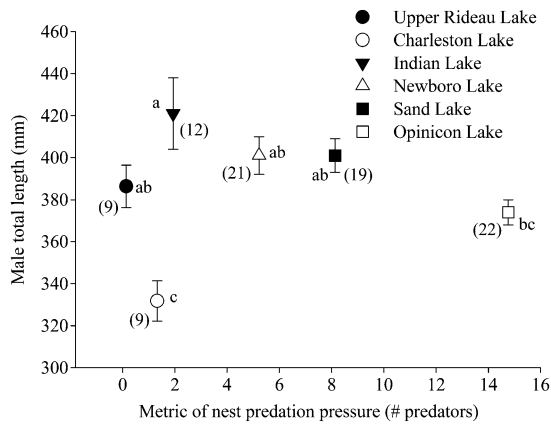 Upper Rideau Lake
Charleston Lake
Indian Lake
Newboro Lake
Sand Lake
Opinicon Lake
460
440
420
400
380
360
340
320
300
Male total length (mm)
a
(12)
ab
(9)
(21)
ab
ab
(19)
(22)
bc
c
(9)
0
2
4
6
8
10
12
14
16
Metric of nest predation pressure (# predators)